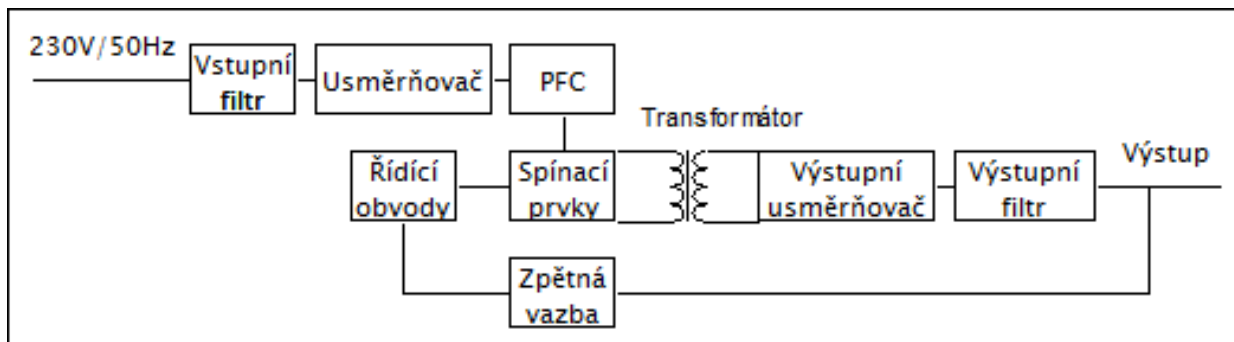 230V/50Hz
Vstupní
filtr
Usměrňovač
PFC
Transformátor
Řídící
obvody
Spínací
prvky
Výstupní
usměrňovač
Výstupní
filtr
Výstup
Zpětná
vazba